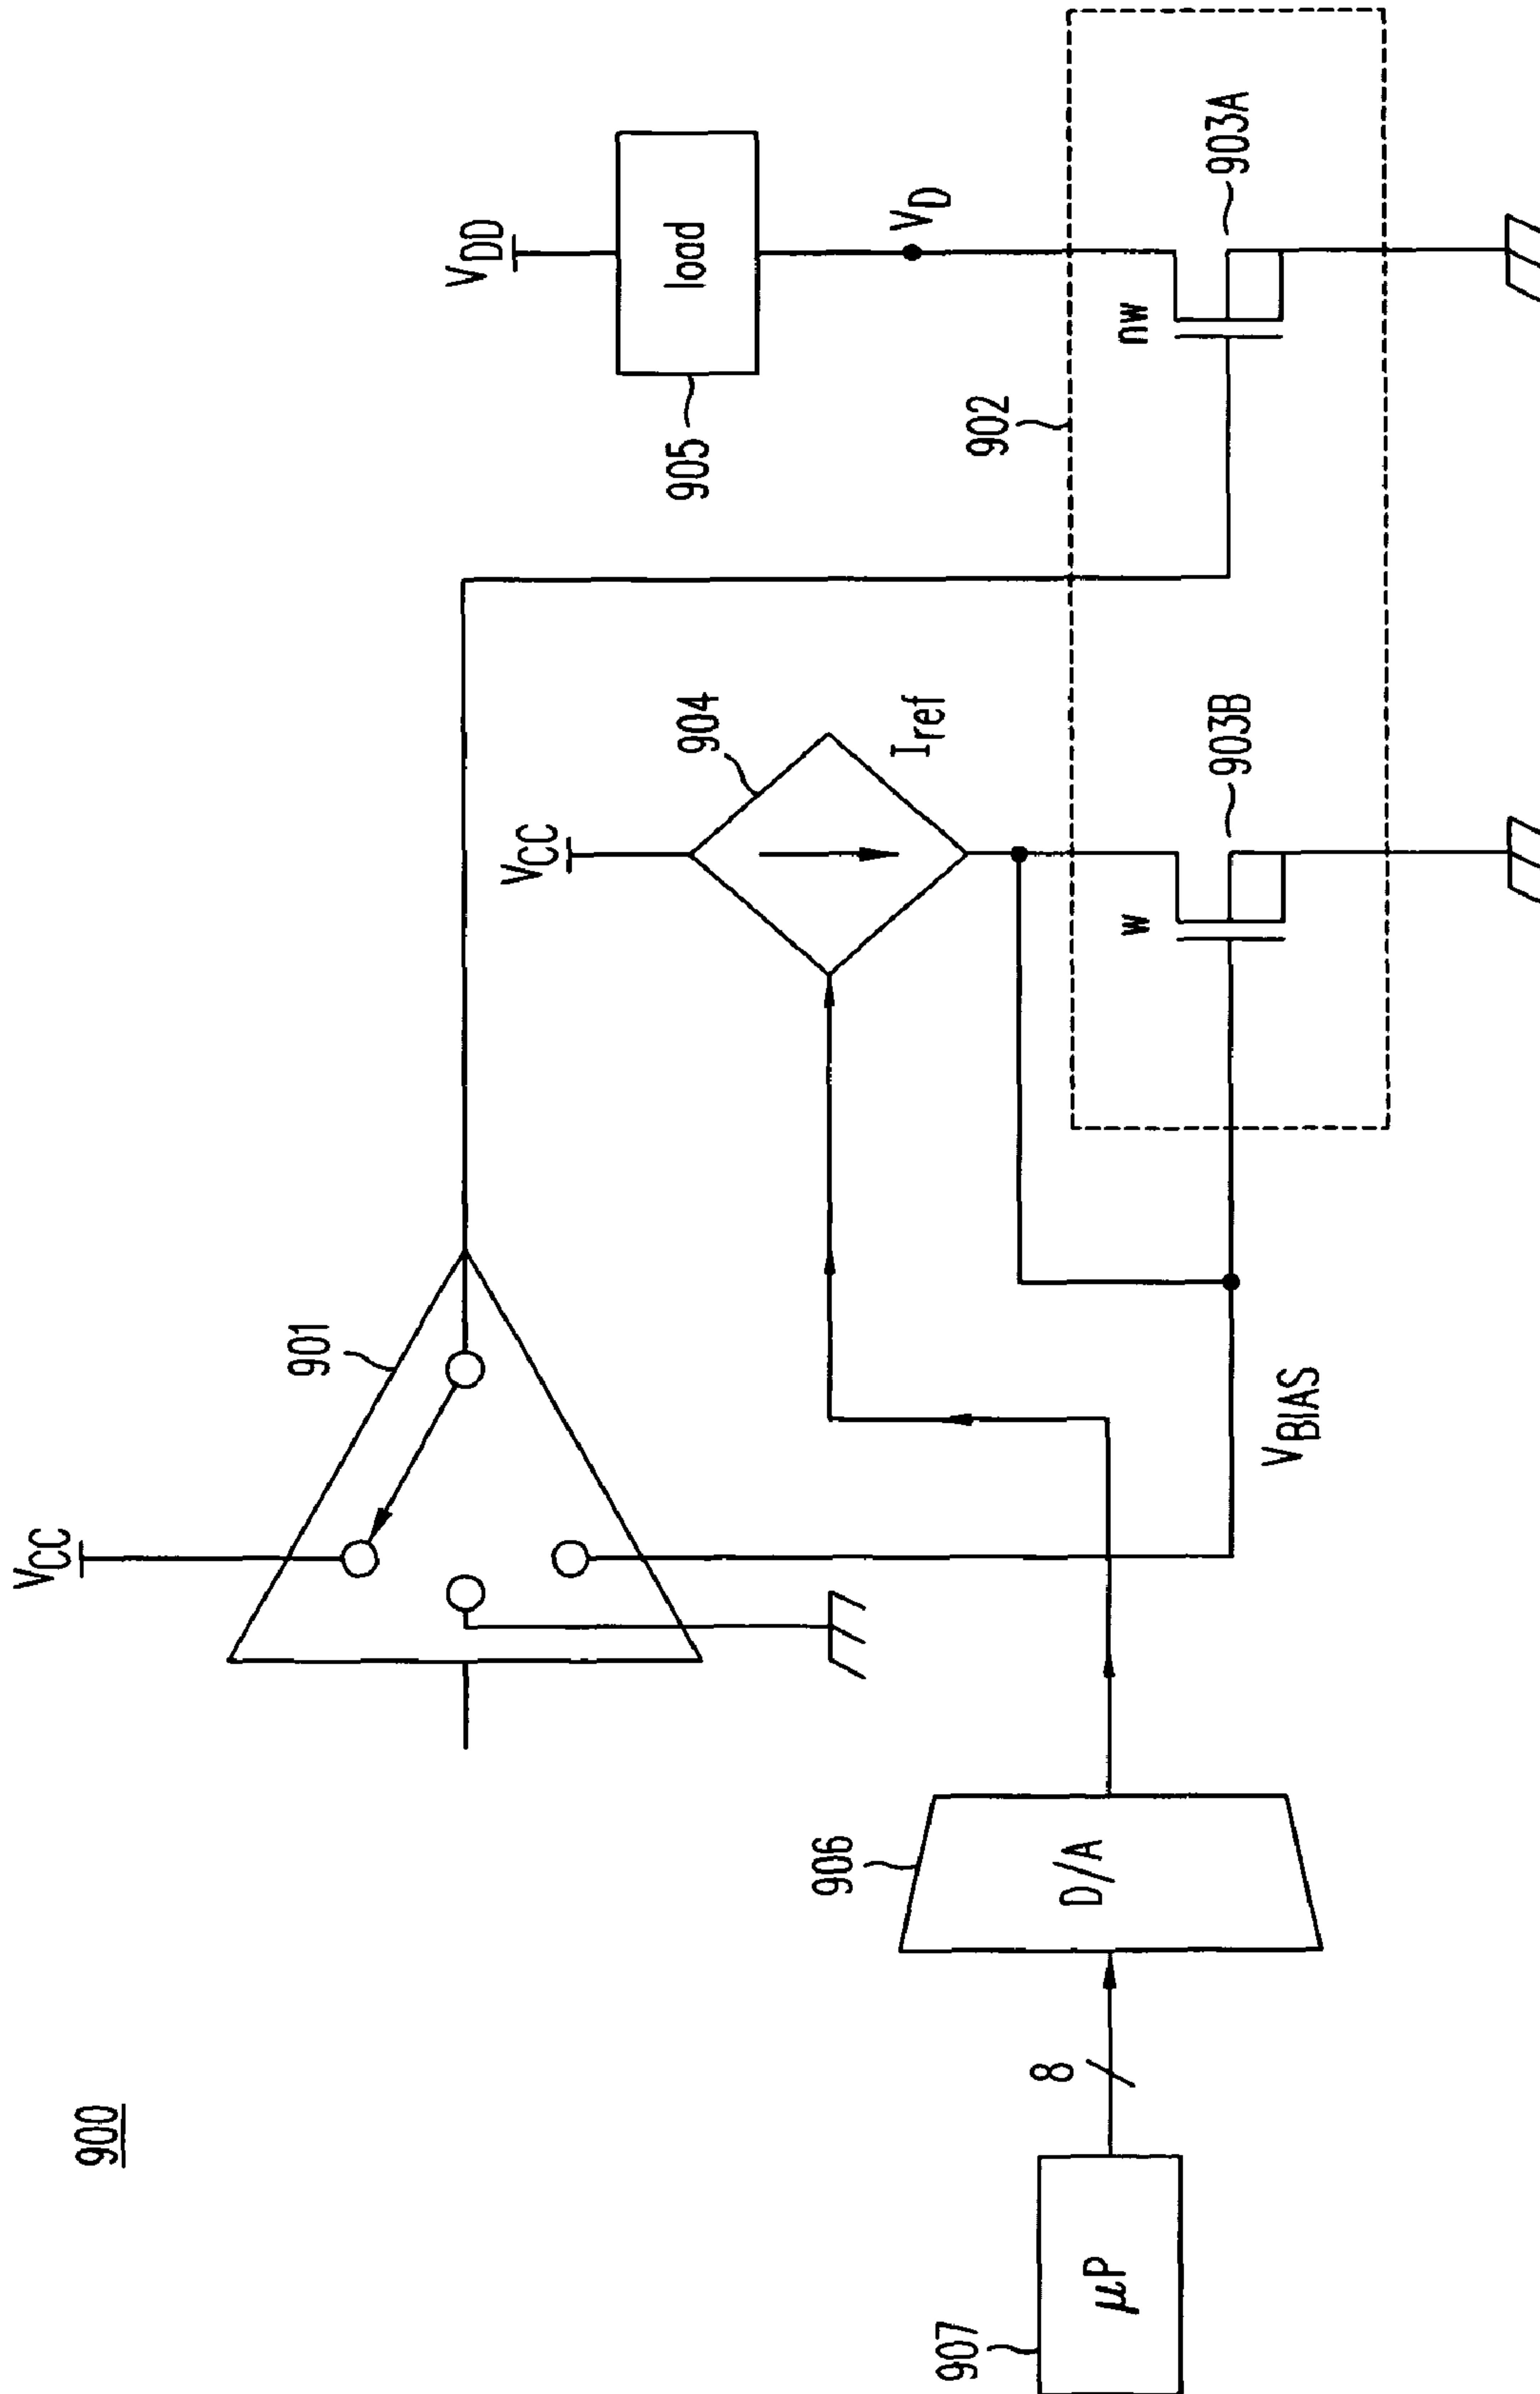 900
V_CC
901
V_DD
load
905
V_D
V_CC
904
I_ref
902
nw
903A
w
903B
V_BIAS
906
D/A
8
907
μP